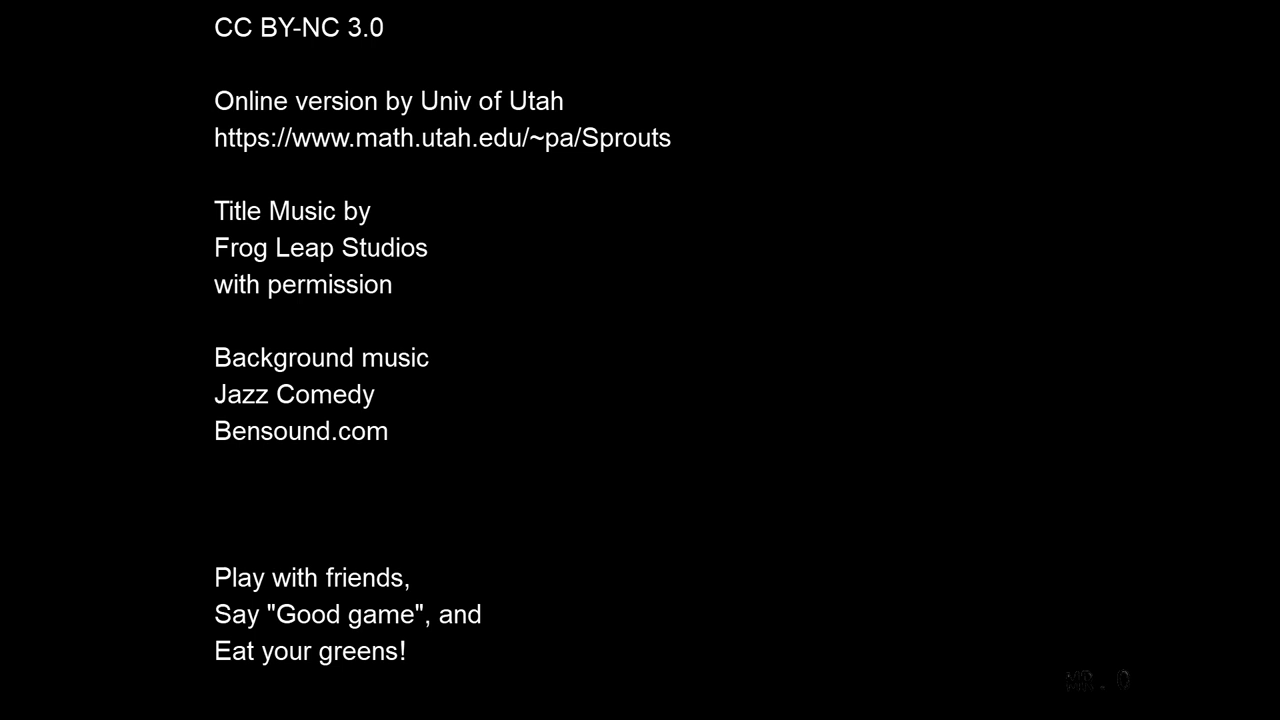 CC BY-NC 3.0
Online version by Univ of Utah
https://www.math.utah.edu/~pa/Sprouts
Title Music by
Frog Leap Studios
with permission
Background music
Jazz Comedy
Bensound.com
Play with friends,
Say "Good game", and
Eat your greens!